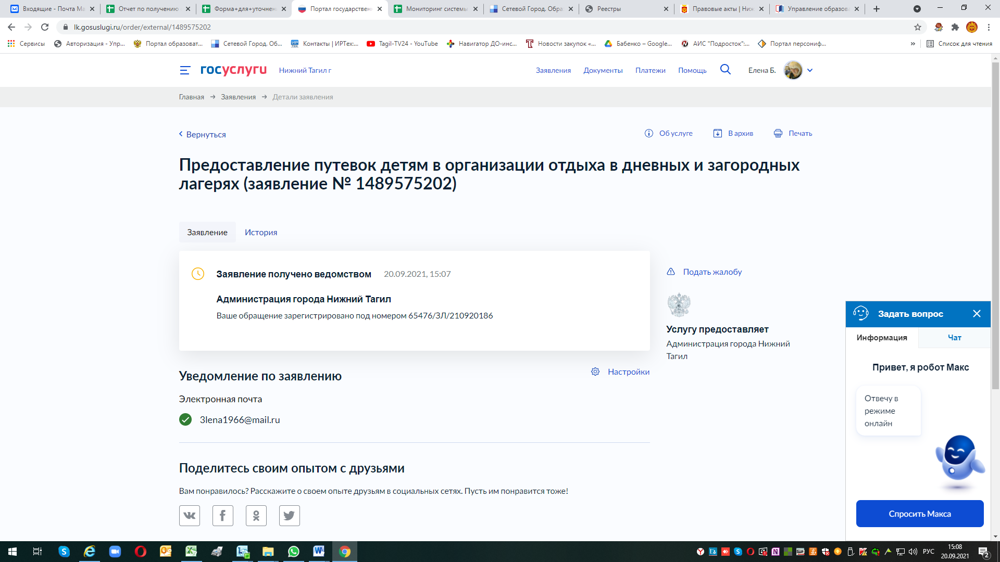 Входящие - Почта Ма
Отчет по получению
Форма+для+уточнен
Портал государствен
Мониторинг системы
Сетевой Город. Обра
Реестры
Правовые акты | Ниж
Управление образов
lk.gosuslugi.ru/order/external/1489575202
Сервисы
Авторизация - Упр...
Портал образоват...
Сетевой Город. Об...
Контакты | ИРТех:...
Tagil-TV24 - YouTube
Навигатор ДО-инс...
Новости закупок «...
Бабенко – Google...
АИС "Подросток":...
Портал персониф...
»
Список для чтения
госуслуги
Нижний Тагил г
Заявления
Документы
Платежи
Помощь
Елена Б.
Главная → Заявления → Детали заявления
Вернуться
Об услуге
В архив
Печать
Предоставление путевок детям в организации отдыха в дневных и загородных
лагерях (заявление № 1489575202)
Заявление
История
Заявление получено ведомством 20.09.2021, 15:07
Администрация города Нижний Тагил
Ваше обращение зарегистрировано под номером 65476/ЗЛ/210920186
Подать жалобу
Услугу предоставляет
Администрация города Нижний
Тагил
Уведомление по заявлению
Настройки
Электронная почта
3lena1966@mail.ru
Поделитесь своим опытом с друзьями
Вам понравилось? Расскажите о своем опыте друзьям в социальных сетях. Пусть им понравится тоже!
Задать вопрос
Информация
Чат
Привет, я робот Макс
Отвечу в
режиме
онлайн
Спросить Макса
РУС
15:08
20.09.2021
2